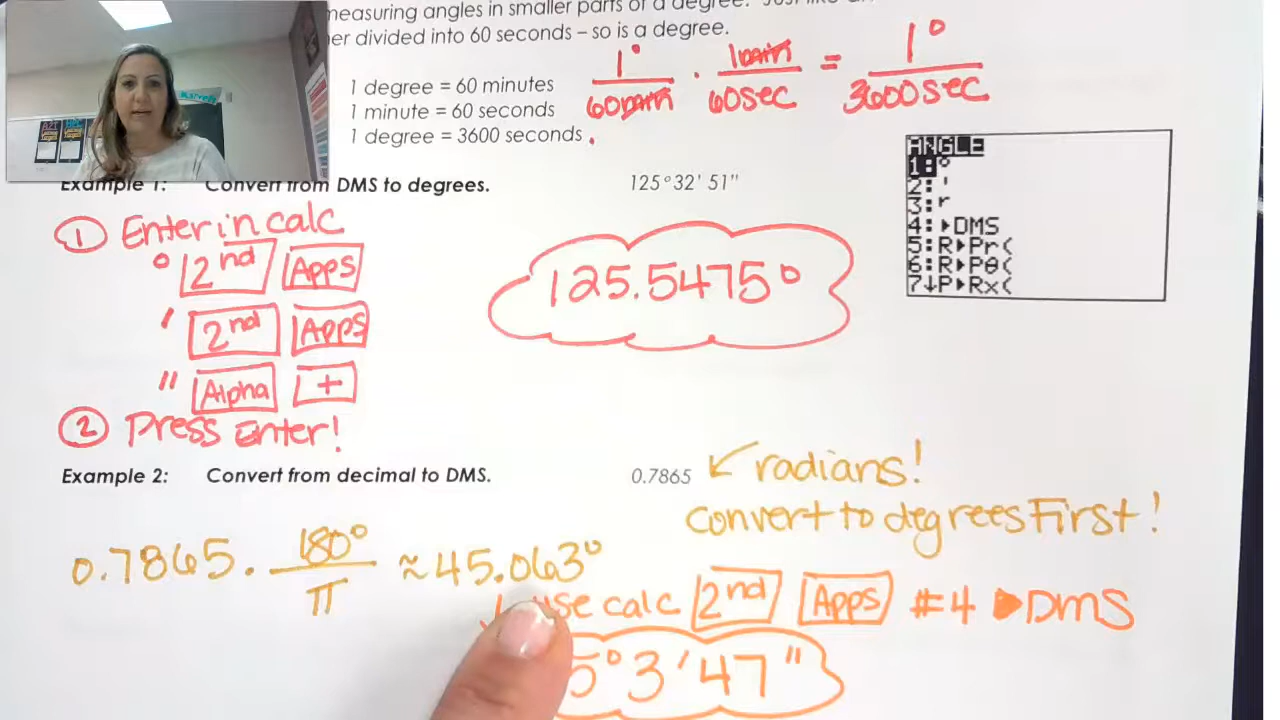 measuring angles in smaller parts of a degree.
divided into 60 seconds – so is a degree.
1 degree = 60 minutes
1 minute = 60 seconds
1 degree = 3600 seconds.
1° / 60min · 1min / 60sec = 1° / 3600sec
Example 1: Convert from DMS to degrees. 125°32' 51"
① Enter in calc
° 2nd Apps
' 2nd Apps
" Alpha +
② Press Enter!
125.5475°
ANGLE
1:°
2:'
3:r
4:▶DMS
5:R▶Pr(
6:R▶Pθ(
7↓P▶Rx(
Example 2: Convert from decimal to DMS. 0.7865
↙ radians!
convert to degrees First!
0.7865 · 180° / π ≈ 45.063°
use calc 2nd Apps #4 ▶DMS
5°3'47"